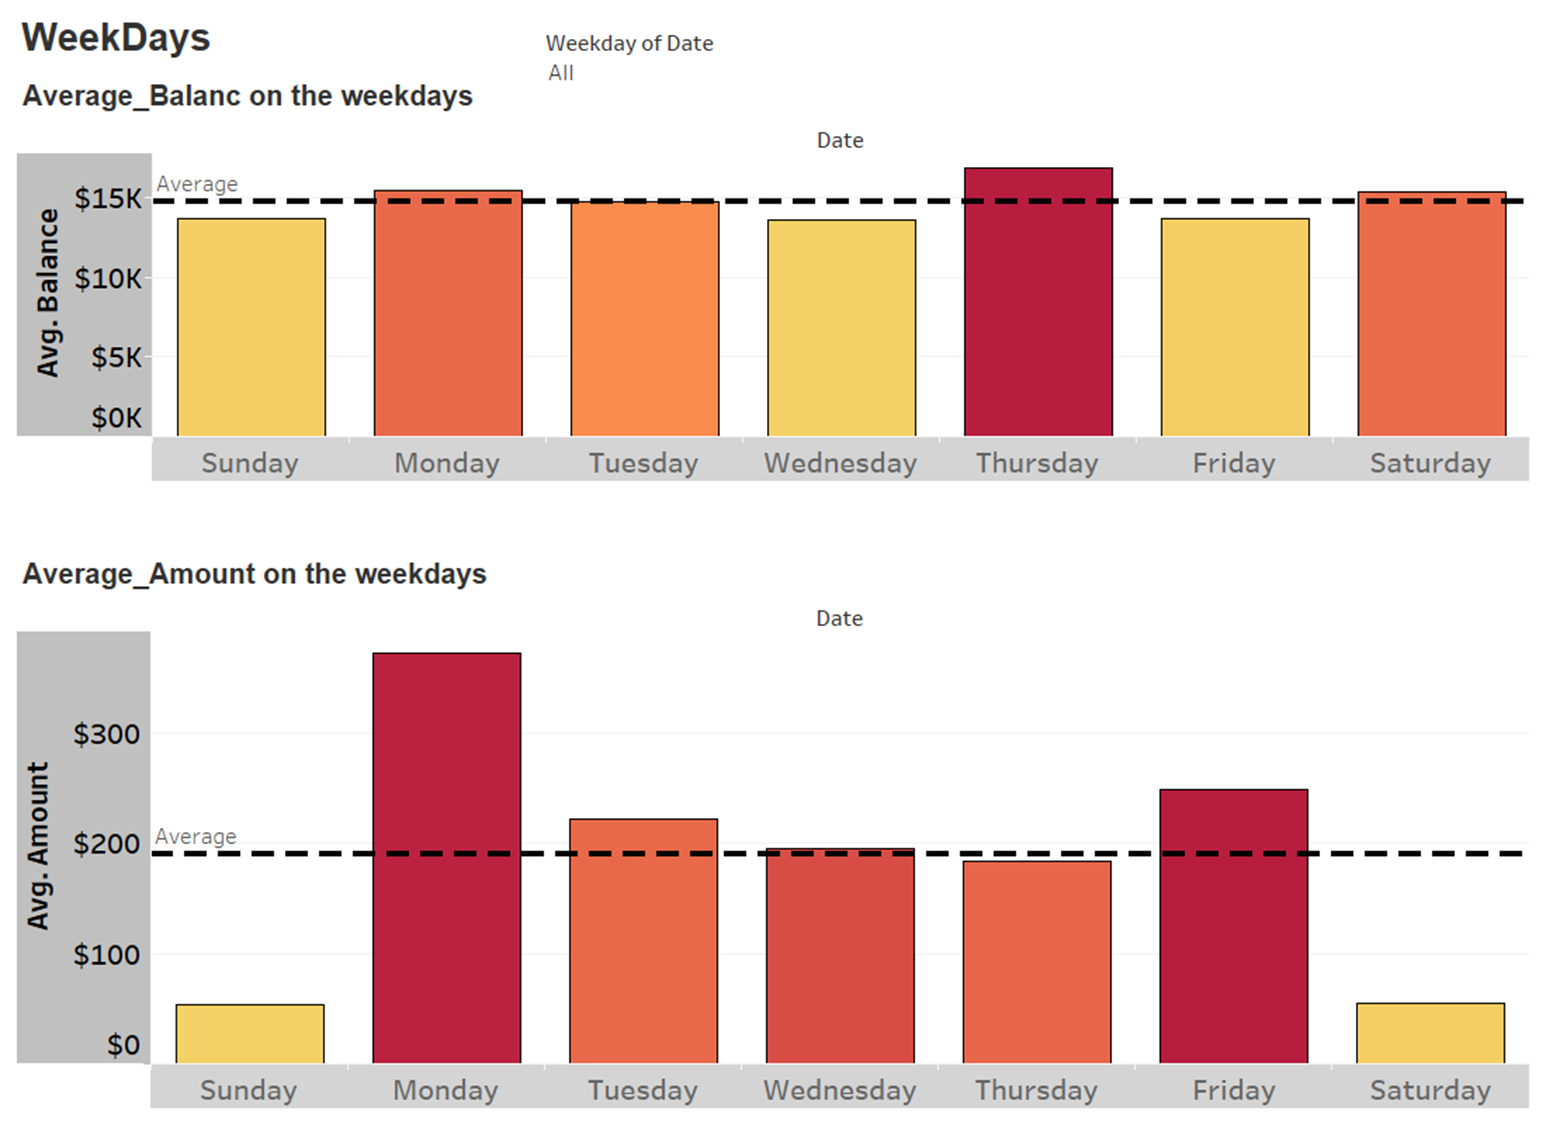 WeekDays
Weekday of Date
All
Average_Balanc on the weekdays
Date
Avg. Balance
$15K
$10K
$5K
$0K
Average
Sunday Monday Tuesday Wednesday Thursday Friday Saturday
Average_Amount on the weekdays
Date
Avg. Amount
$300
$200
$100
$0
Average
Sunday Monday Tuesday Wednesday Thursday Friday Saturday